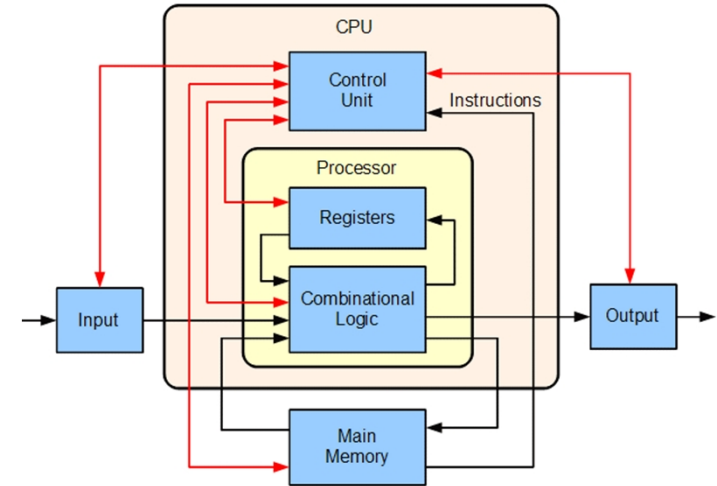 CPU
Control
Unit
Instructions
Processor
Registers
Combinational
Logic
Input
Output
Main
Memory